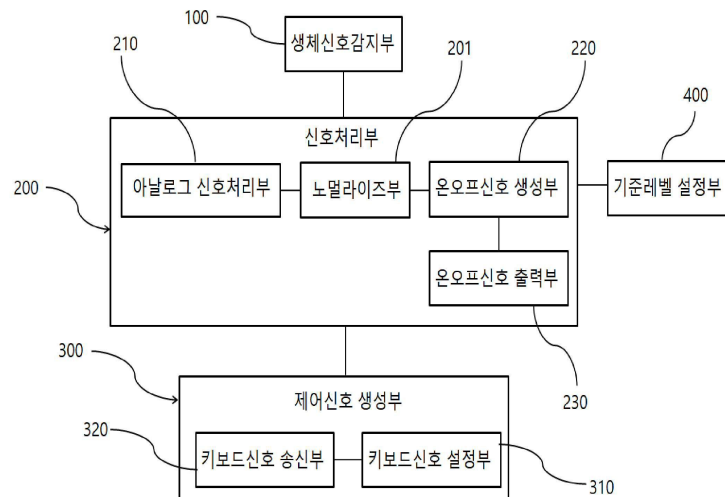 100
생체신호감지부
210
201
220
400
신호처리부
200
아날로그 신호처리부
노멀라이즈부
온오프신호 생성부
기준레벨 설정부
온오프신호 출력부
300
230
제어신호 생성부
320
키보드신호 송신부
키보드신호 설정부
310